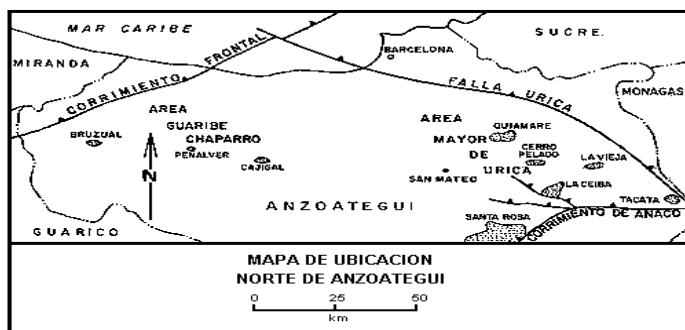 MAR CARIBE
SUCRE
MIRANDA
BARCELONA
CORRIMIENTO FRONTAL
FALLA URICA
MONAGAS
AREA
GUARIBE
CHAPARRO
BRUZUAL
PEÑALVER
CAJIGAL
N
AREA
MAYOR
DE
URICA
QUIAMARE
CERRO
PELADO
LA VIEJA
SAN MATEO
LA CEIBA
TACATA
ANZOATEGUI
SANTA ROSA
CORRIMIENTO DE ANACO
GUARICO
MAPA DE UBICACION
NORTE DE ANZOATEGUI
0 25 50
km